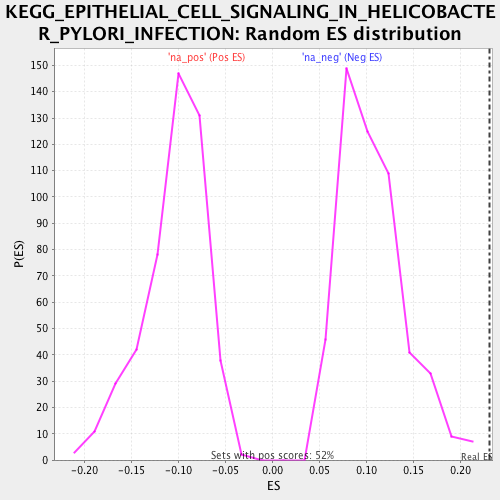 KEGG_EPITHELIAL_CELL_SIGNALING_IN_HELICOBACTE
R_PYLORI_INFECTION: Random ES distribution
'na_pos' (Pos ES) 'na_neg' (Neg ES)
150
140
130
120
110
100
90
80
70
60
50
40
30
20
10
0
P(ES)
Sets with pos scores: 52%
Real ES
-0.20 -0.15 -0.10 -0.05 0.00 0.05 0.10 0.15 0.20
ES